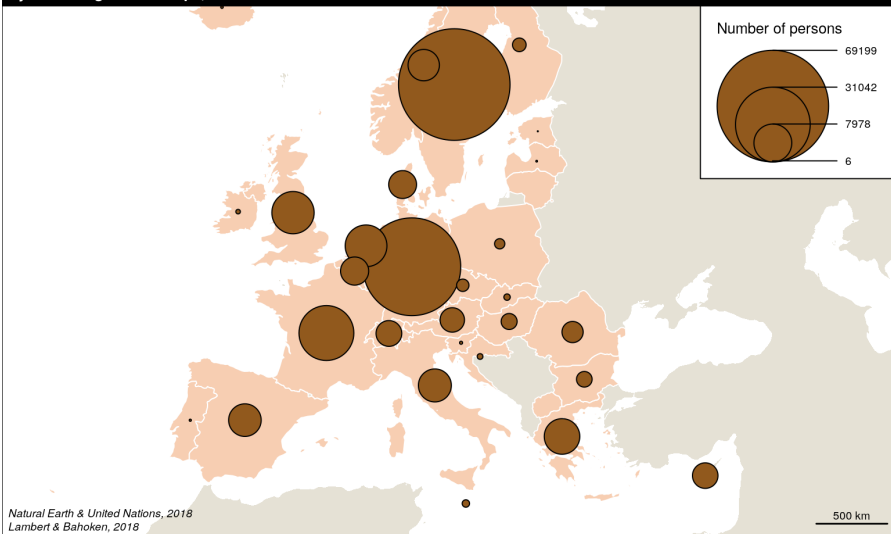 Number of persons
69199
31042
7978
6
Natural Earth & United Nations, 2018
Lambert & Bahoken, 2018
500 km